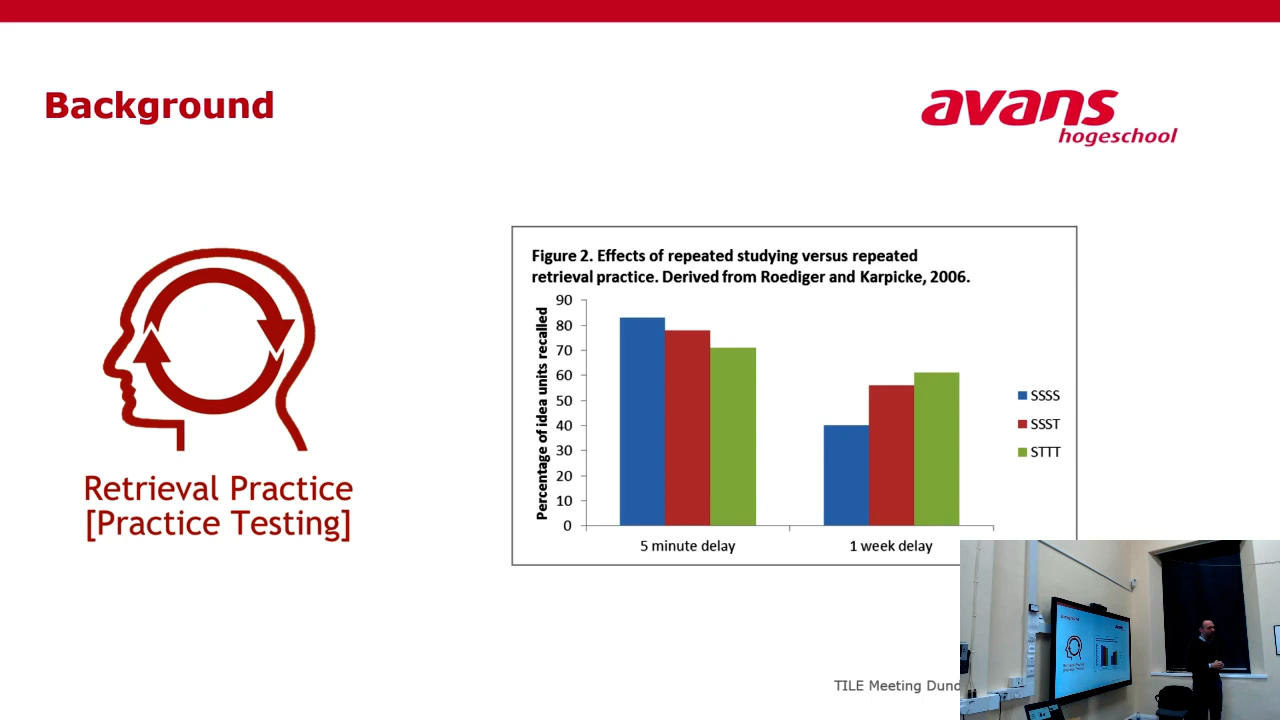 Background
avans
hogeschool
Retrieval Practice
[Practice Testing]
Figure 2. Effects of repeated studying versus repeated
retrieval practice. Derived from Roediger and Karpicke, 2006.
Percentage of idea units recalled
90
80
70
60
50
40
30
20
10
0
5 minute delay
1 week delay
SSSS
SSST
STTT
TILE Meeting